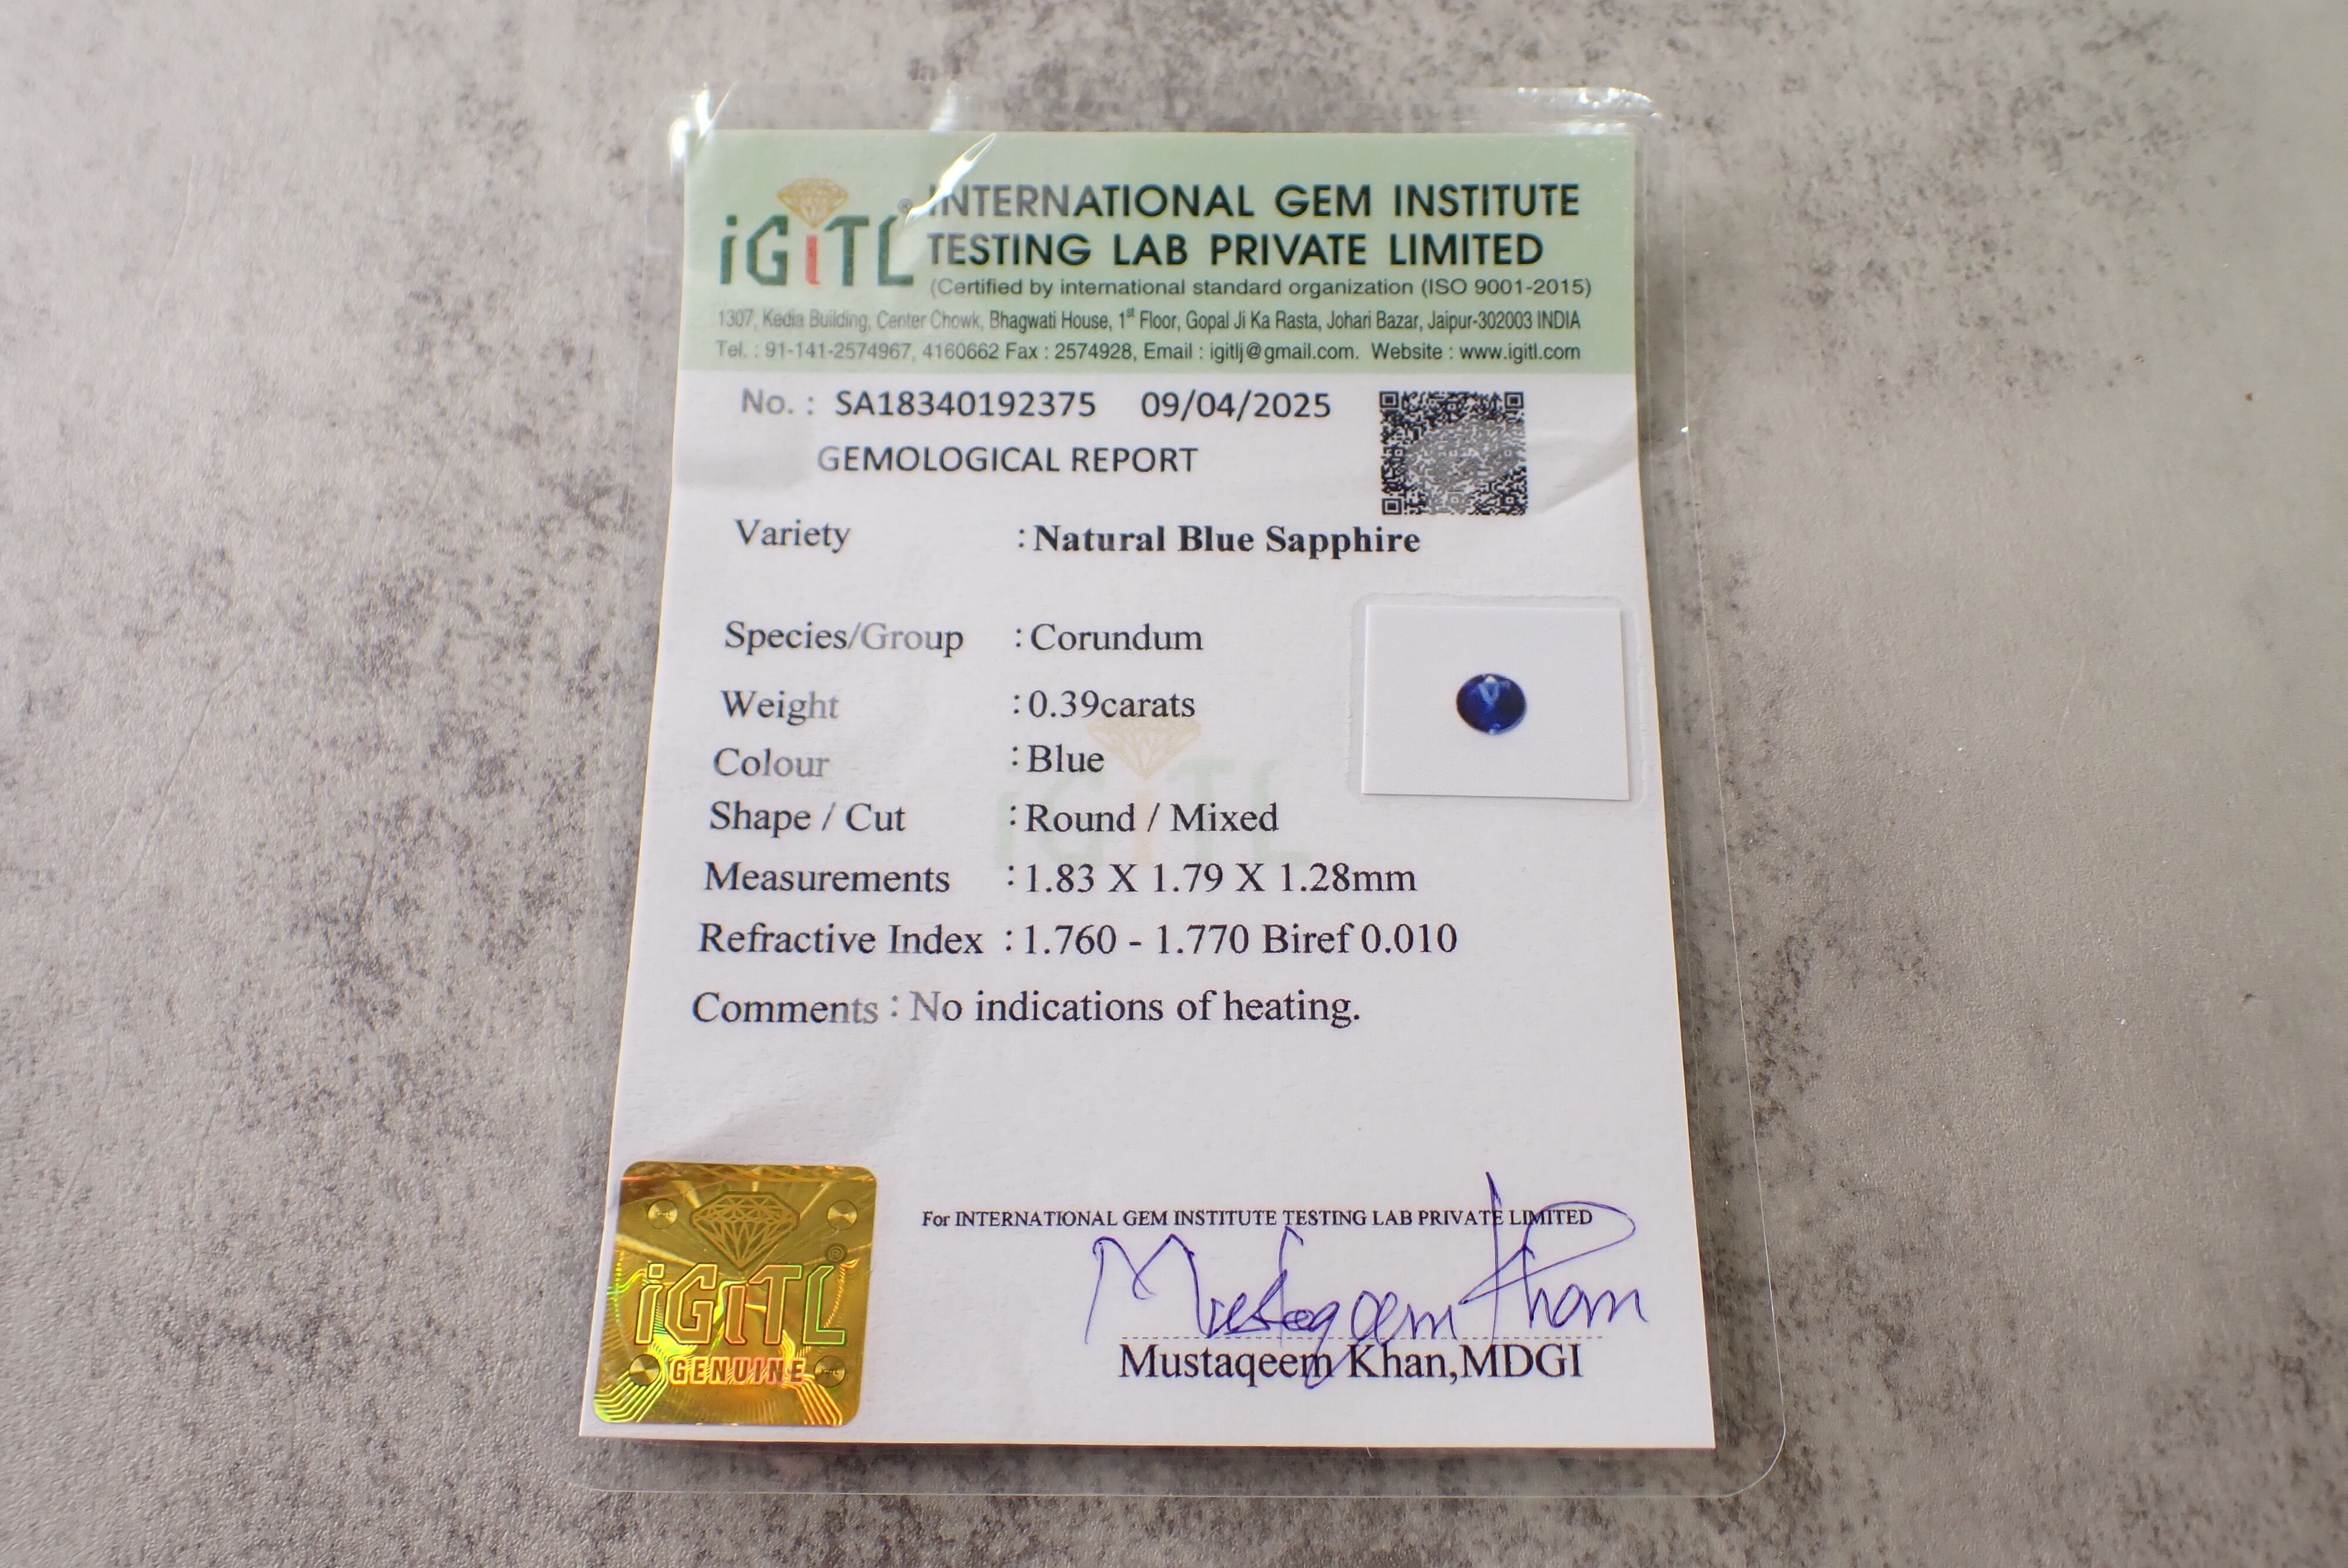 iGiTL ® INTERNATIONAL GEM INSTITUTE
TESTING LAB PRIVATE LIMITED
(Certified by international standard organization (ISO 9001-2015)
1307, Kedia Building, Center Chowk, Bhagwati House, 1st Floor, Gopal Ji Ka Rasta, Johari Bazar, Jaipur-302003 INDIA
Tel. : 91-141-2574967, 4160662 Fax : 2574928, Email : igitlj@gmail.com. Website : www.igitl.com
No. : SA18340192375 09/04/2025
GEMOLOGICAL REPORT
Variety : Natural Blue Sapphire
Species/Group : Corundum
Weight : 0.39carats
Colour : Blue
Shape / Cut : Round / Mixed
Measurements : 1.83 X 1.79 X 1.28mm
Refractive Index : 1.760 - 1.770 Biref 0.010
Comments : No indications of heating.
iGiTL
For INTERNATIONAL GEM INSTITUTE TESTING LAB PRIVATE LIMITED
Mustaqeem Khan
Mustaqeem Khan,MDGI
iGiTL ®
GENUINE